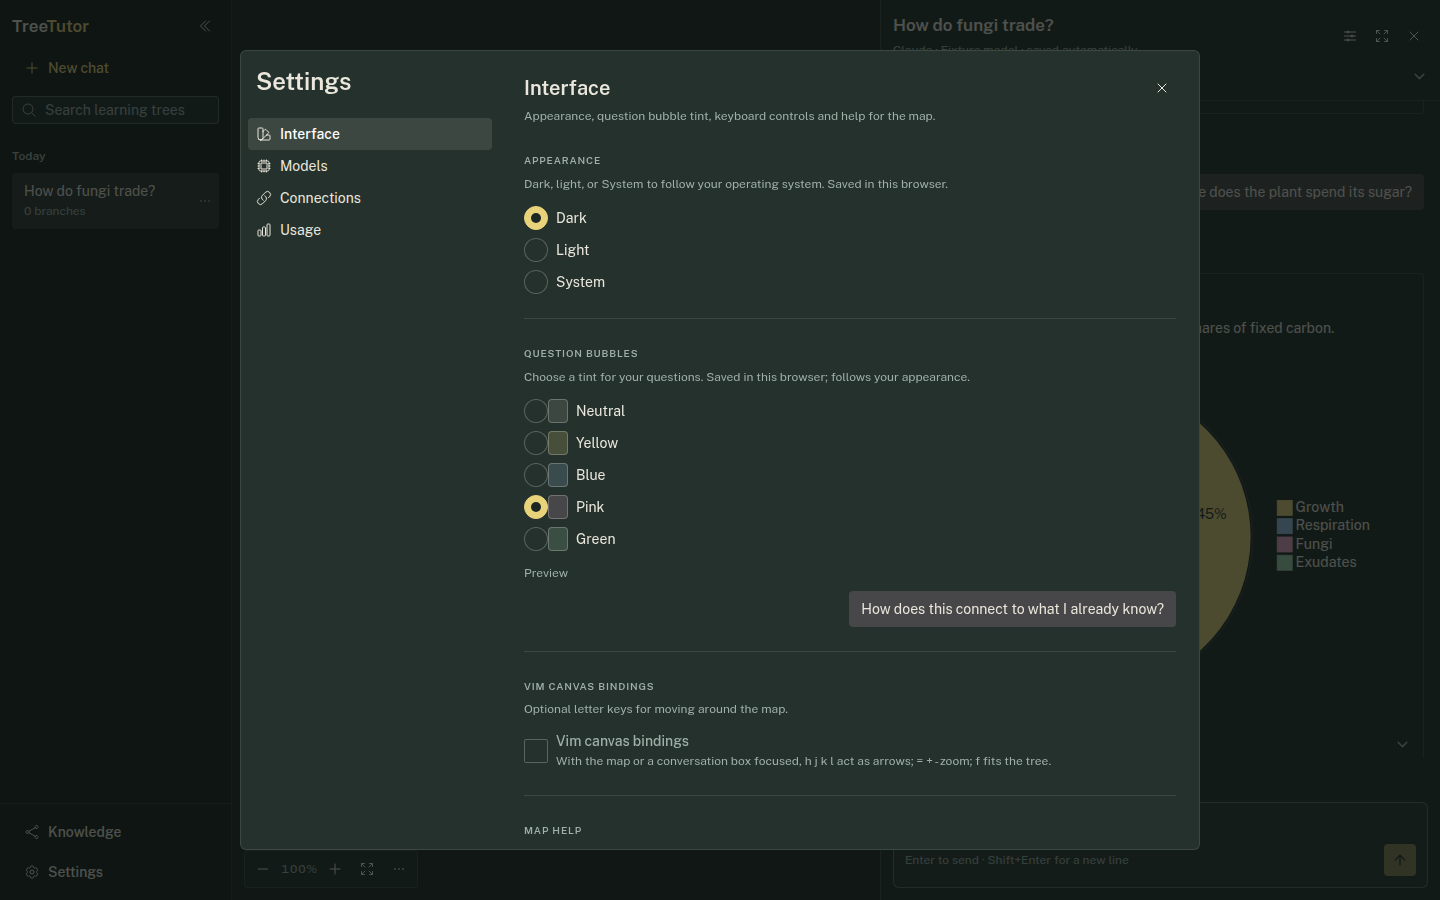 TreeTutor
New chat
Search learning trees
Today
How do fungi trade?
0 branches
Knowledge
Settings
Settings
Interface
Models
Connections
Usage
Interface
Appearance, question bubble tint, keyboard controls and help for the map.
APPEARANCE
Dark, light, or System to follow your operating system. Saved in this browser.
Dark
Light
System
QUESTION BUBBLES
Choose a tint for your questions. Saved in this browser; follows your appearance.
Neutral
Yellow
Blue
Pink
Green
Preview
How does this connect to what I already know?
VIM CANVAS BINDINGS
Optional letter keys for moving around the map.
Vim canvas bindings
With the map or a conversation box focused, h j k l act as arrows; = + - zoom; f fits the tree.
MAP HELP
100%
How do fungi trade?
does the plant spend its sugar?
of fixed carbon.
45%
Growth
Respiration
Fungi
Exudates
Enter to send · Shift+Enter for a new line